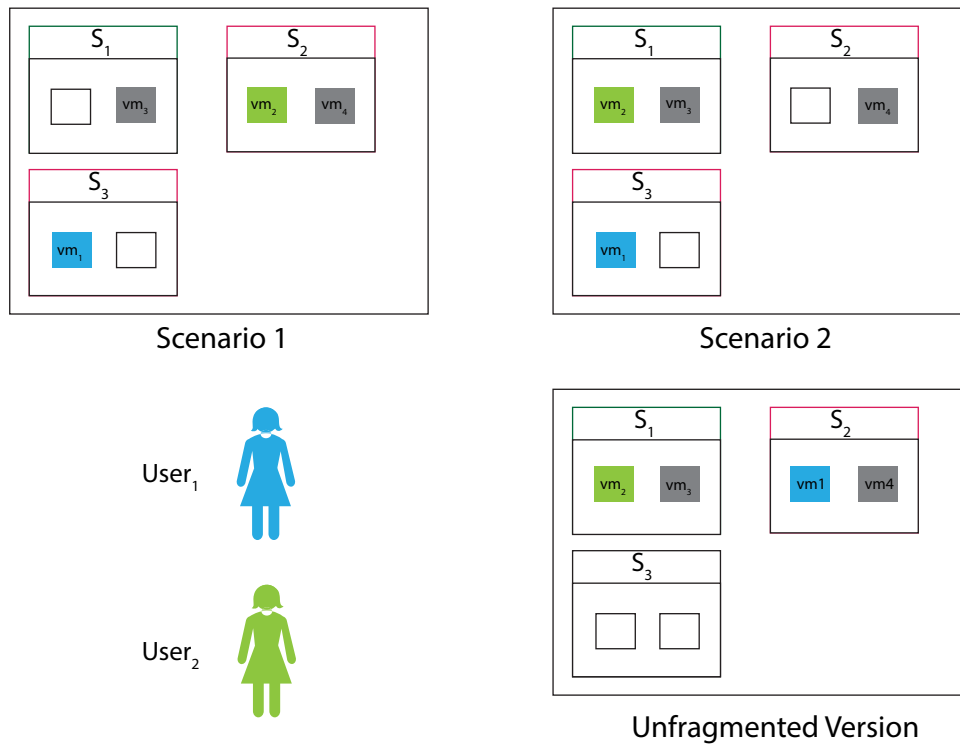 S₁
S₂
vm₃
vm₂
vm₄
S₃
vm₁
Scenario 1
S₁
S₂
vm₂
vm₃
vm₄
S₃
vm₁
Scenario 2
User₁
User₂
S₁
S₂
vm₂
vm₃
vm1
vm4
S₃
Unfragmented Version